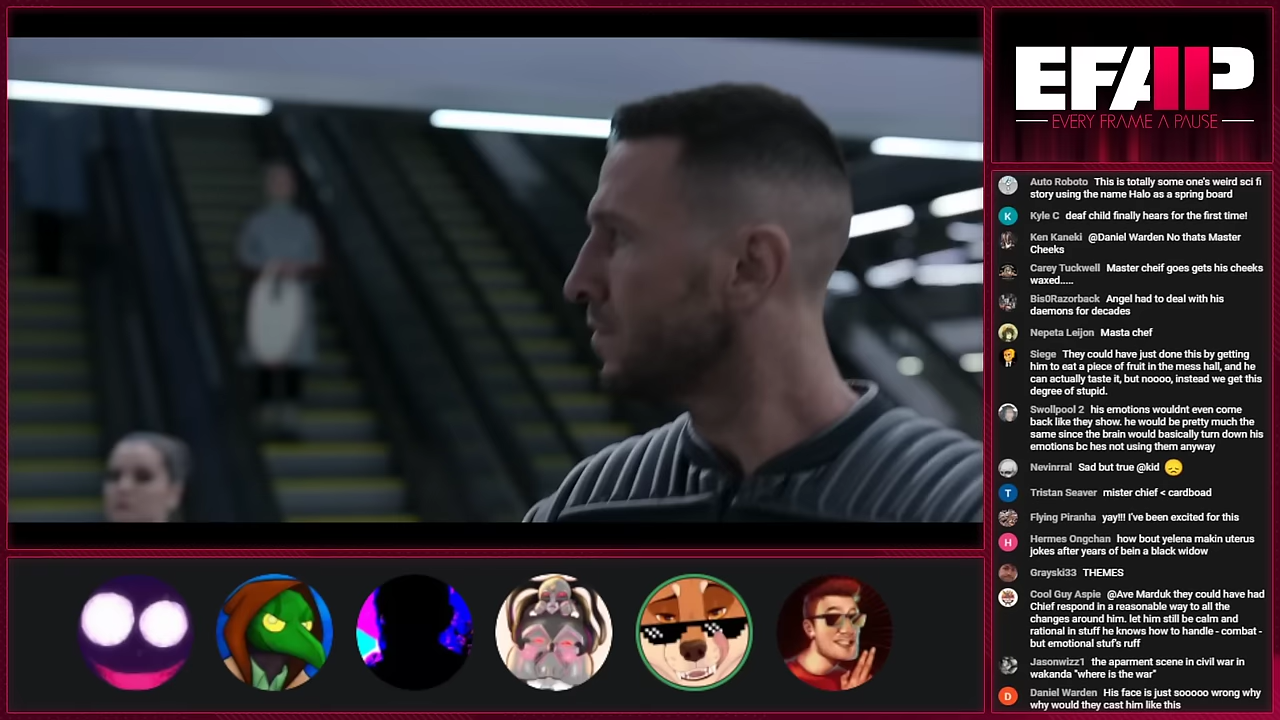 EFAP
EVERY FRAME A PAUSE
Auto Roboto This is totally some one's weird sci fi
story using the name Halo as a spring board
K
Kyle C deaf child finally hears for the first time!
Ken Kaneki @Daniel Warden No thats Master
Cheeks
Carey Tuckwell Master cheif goes gets his cheeks
waxed.....
Bis0Razorback Angel had to deal with his
daemons for decades
Nepeta Leijon Masta chef
Siege They could have just done this by getting
him to eat a piece of fruit in the mess hall, and he
can actually taste it, but noooo, instead we get this
degree of stupid.
Swollpool 2 his emotions wouldnt even come
back like they show. he would be pretty much the
same since the brain would basically turn down his
emotions bc hes not using them anyway
Nevinrral Sad but true @kid 😞
T
Tristan Seaver mister chief < cardboad
Flying Piranha yay!!! I've been excited for this
H
Hermes Ongchan how bout yelena makin uterus
jokes after years of bein a black widow
Grayski33 THEMES
Cool Guy Aspie @Ave Marduk they could have had
Chief respond in a reasonable way to all the
changes around him. let him still be calm and
rational in stuff he knows how to handle - combat -
but emotional stuf's ruff
Jasonwizz1 the aparment scene in civil war in
wakanda "where is the war"
D
Daniel Warden His face is just sooooo wrong why
why would they cast him like this